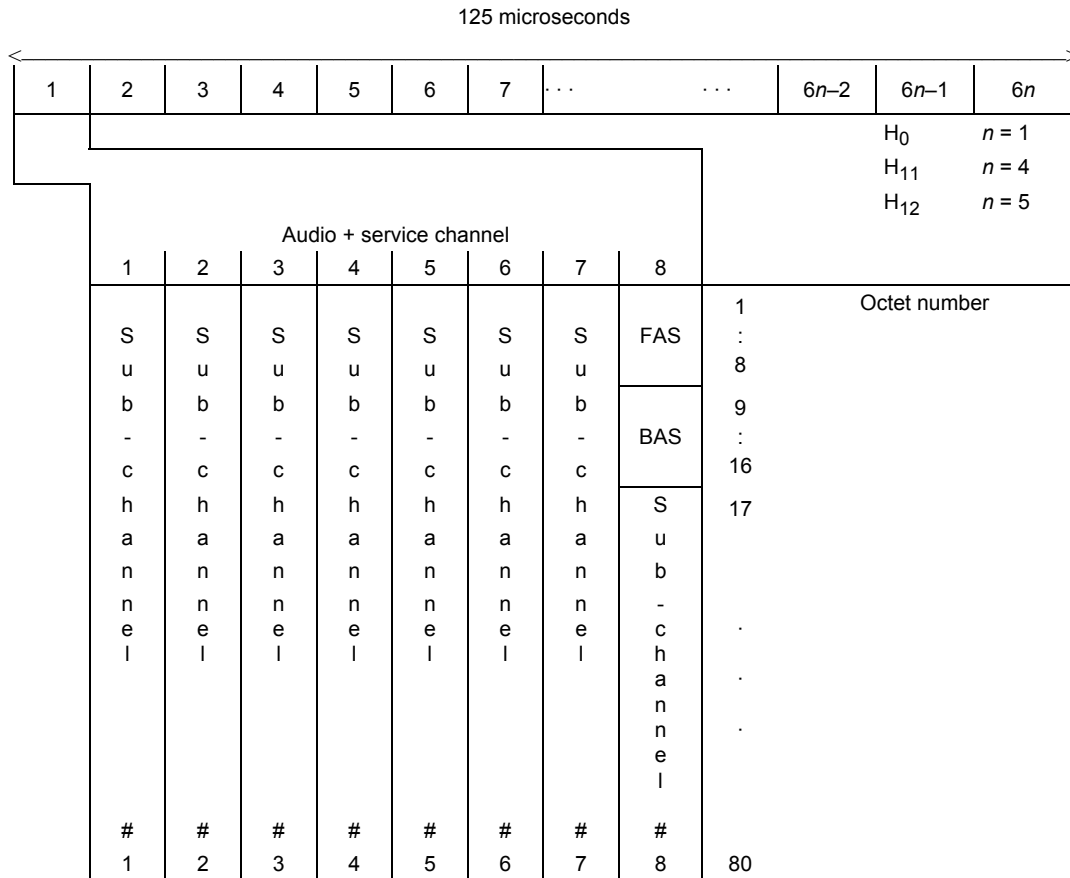 125 microseconds
1 2 3 4 5 6 7 · · · · · · 6n–2 6n–1 6n
H0 n = 1
H11 n = 4
H12 n = 5
Audio + service channel
1 2 3 4 5 6 7 8
Octet number
1
S S S S S S S FAS :
u u u u u u u 8
b b b b b b b 9
- - - - - - - BAS :
c c c c c c c 16
h h h h h h h S 17
a a a a a a a u
n n n n n n n b
n n n n n n n -
e e e e e e e c ·
l l l l l l l h
a ·
n
n ·
e
l
# # # # # # # #
1 2 3 4 5 6 7 8 80